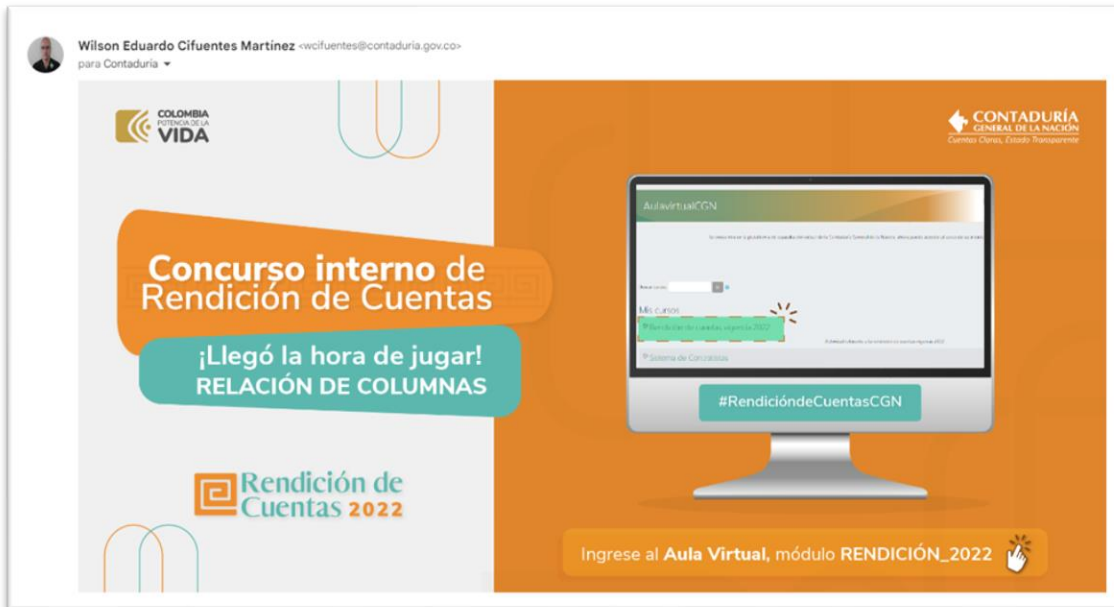 Wilson Eduardo Cifuentes Martínez <wcifuentes@contaduria.gov.co>
para Contaduría
COLOMBIA
POTENCIA DE LA
VIDA
CONTADURÍA
GENERAL DE LA NACIÓN
Cuentas Claras, Estado Transparente
Concurso interno de
Rendición de Cuentas
¡Llegó la hora de jugar!
RELACIÓN DE COLUMNAS
Rendición de
Cuentas 2022
AulavirtualCGN
Mis cursos
Rendición de cuentas vigencia 2022
Sistema de
#RendicióndeCuentasCGN
Ingrese al Aula Virtual, módulo RENDICIÓN_2022